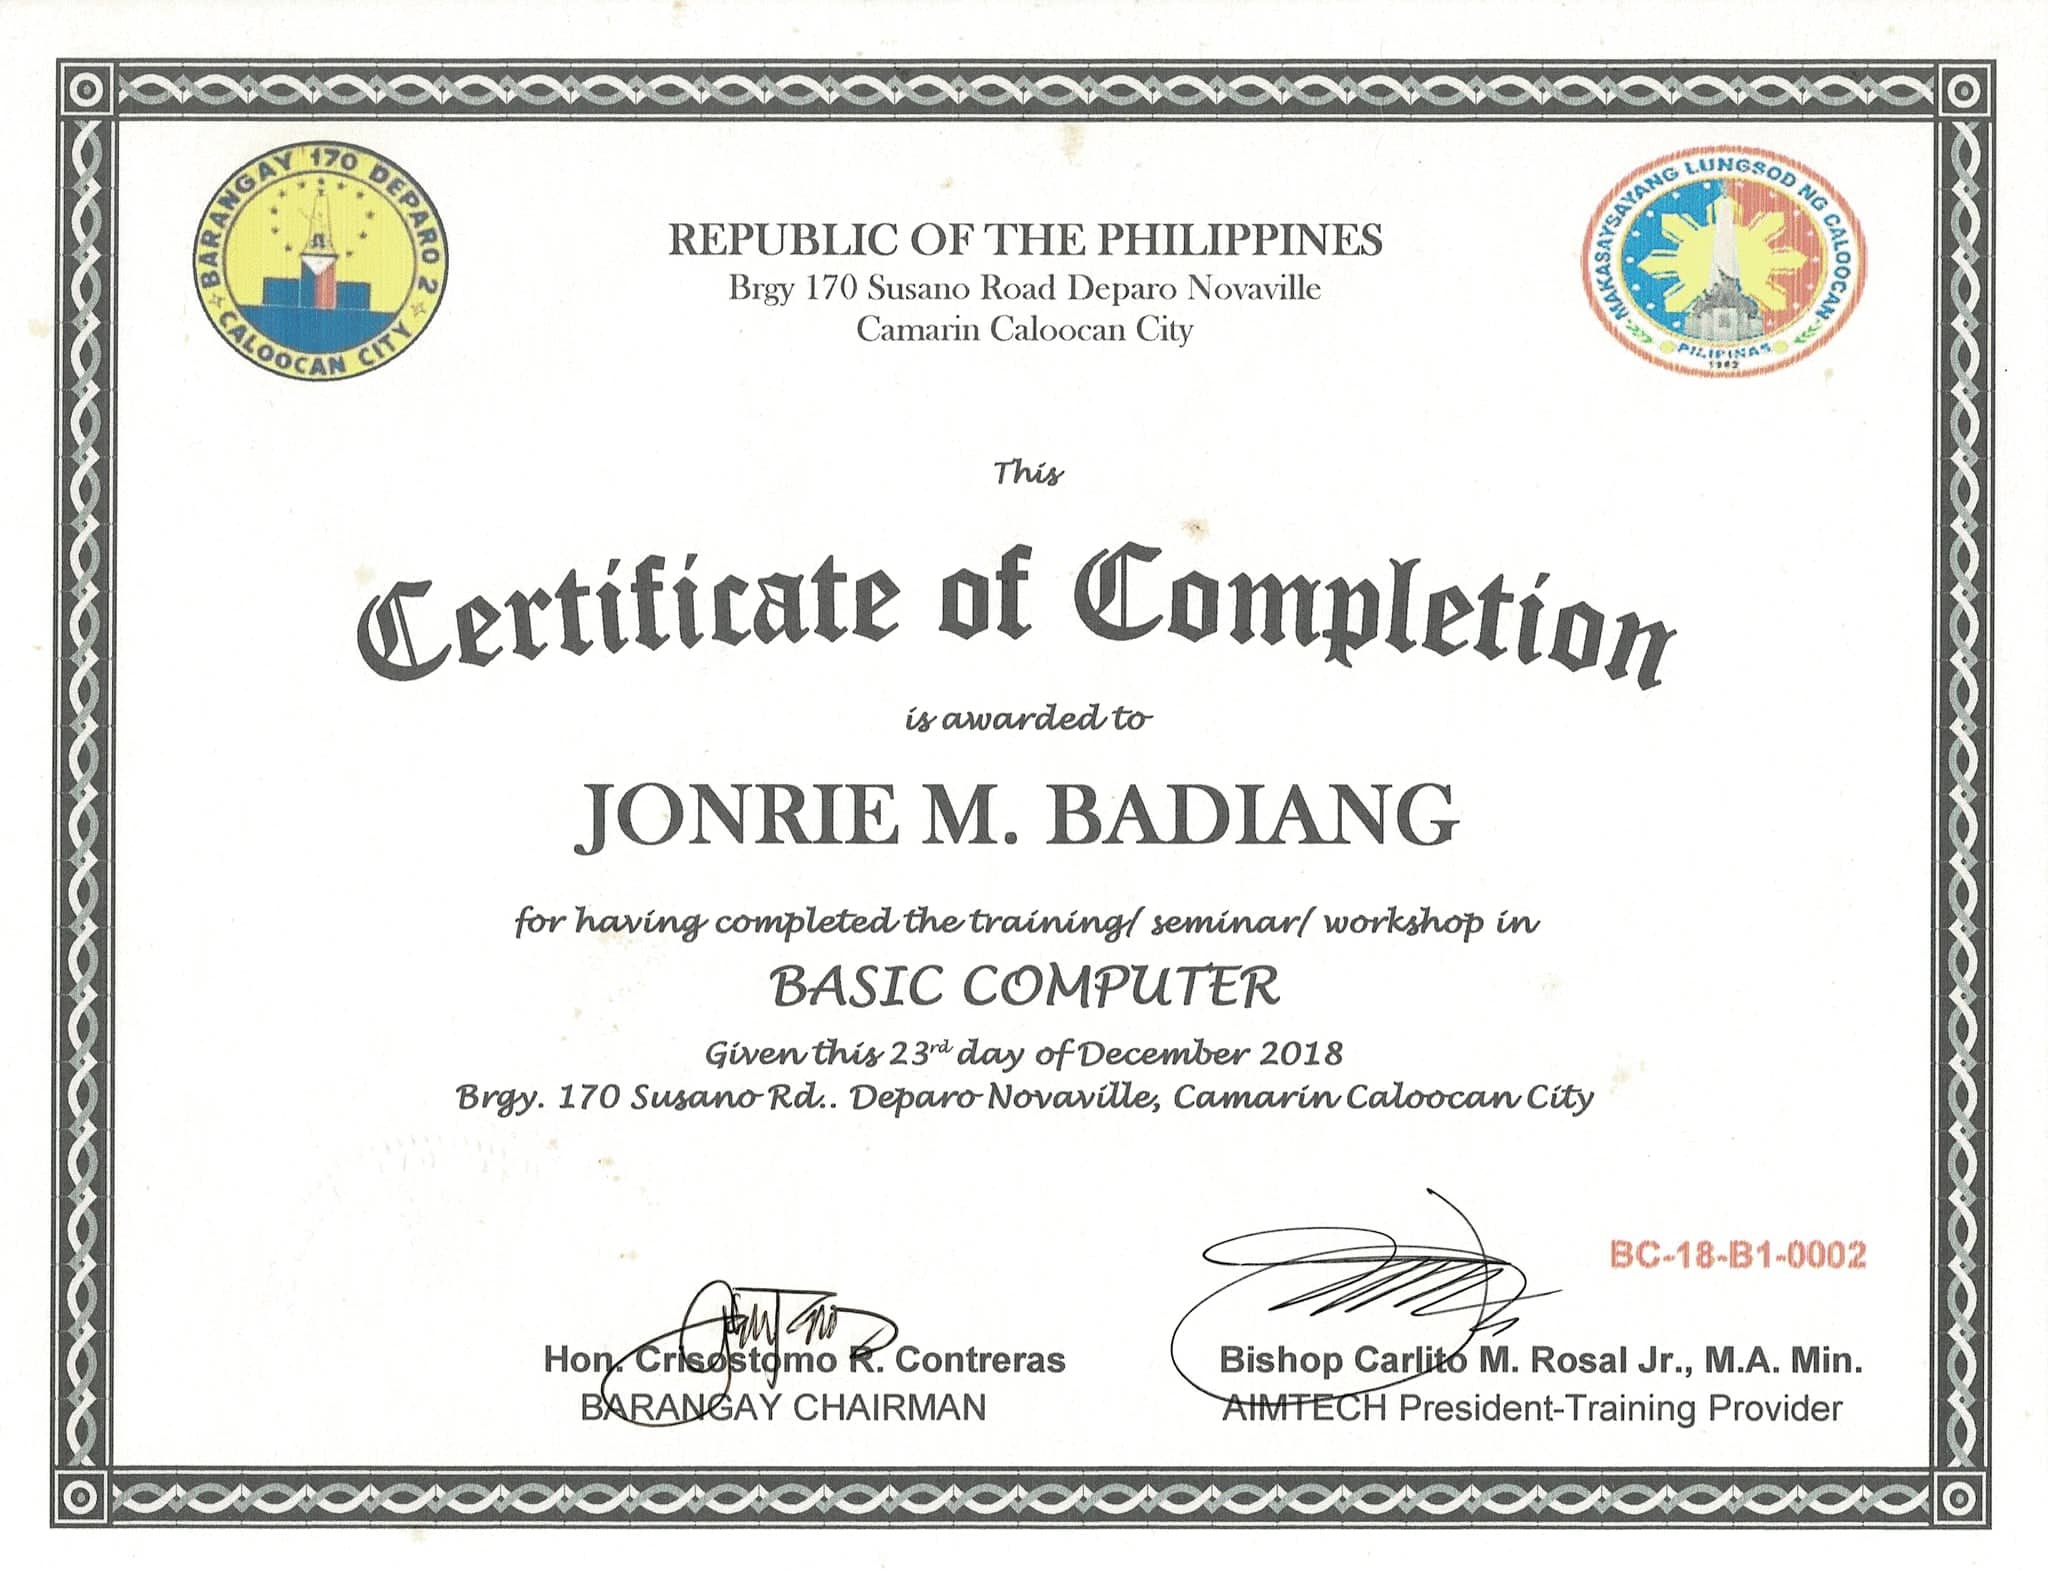 BARANGAY 170 DEPARO 2
CALOOCAN CITY
MAKASAYSAYANG LUNGSOD NG CALOOCAN
PILIPINAS
1962
REPUBLIC OF THE PHILIPPINES
Brgy 170 Susano Road Deparo Novaville
Camarin Caloocan City
This
Certificate of Completion
is awarded to
JONRIE M. BADIANG
for having completed the training/ seminar/ workshop in
BASIC COMPUTER
Given this 23rd day of December 2018
Brgy. 170 Susano Rd.. Deparo Novaville, Camarin Caloocan City
BC-18-B1-0002
Hon. Crisostomo R. Contreras
BARANGAY CHAIRMAN
Bishop Carlito M. Rosal Jr., M.A. Min.
AIMTECH President-Training Provider